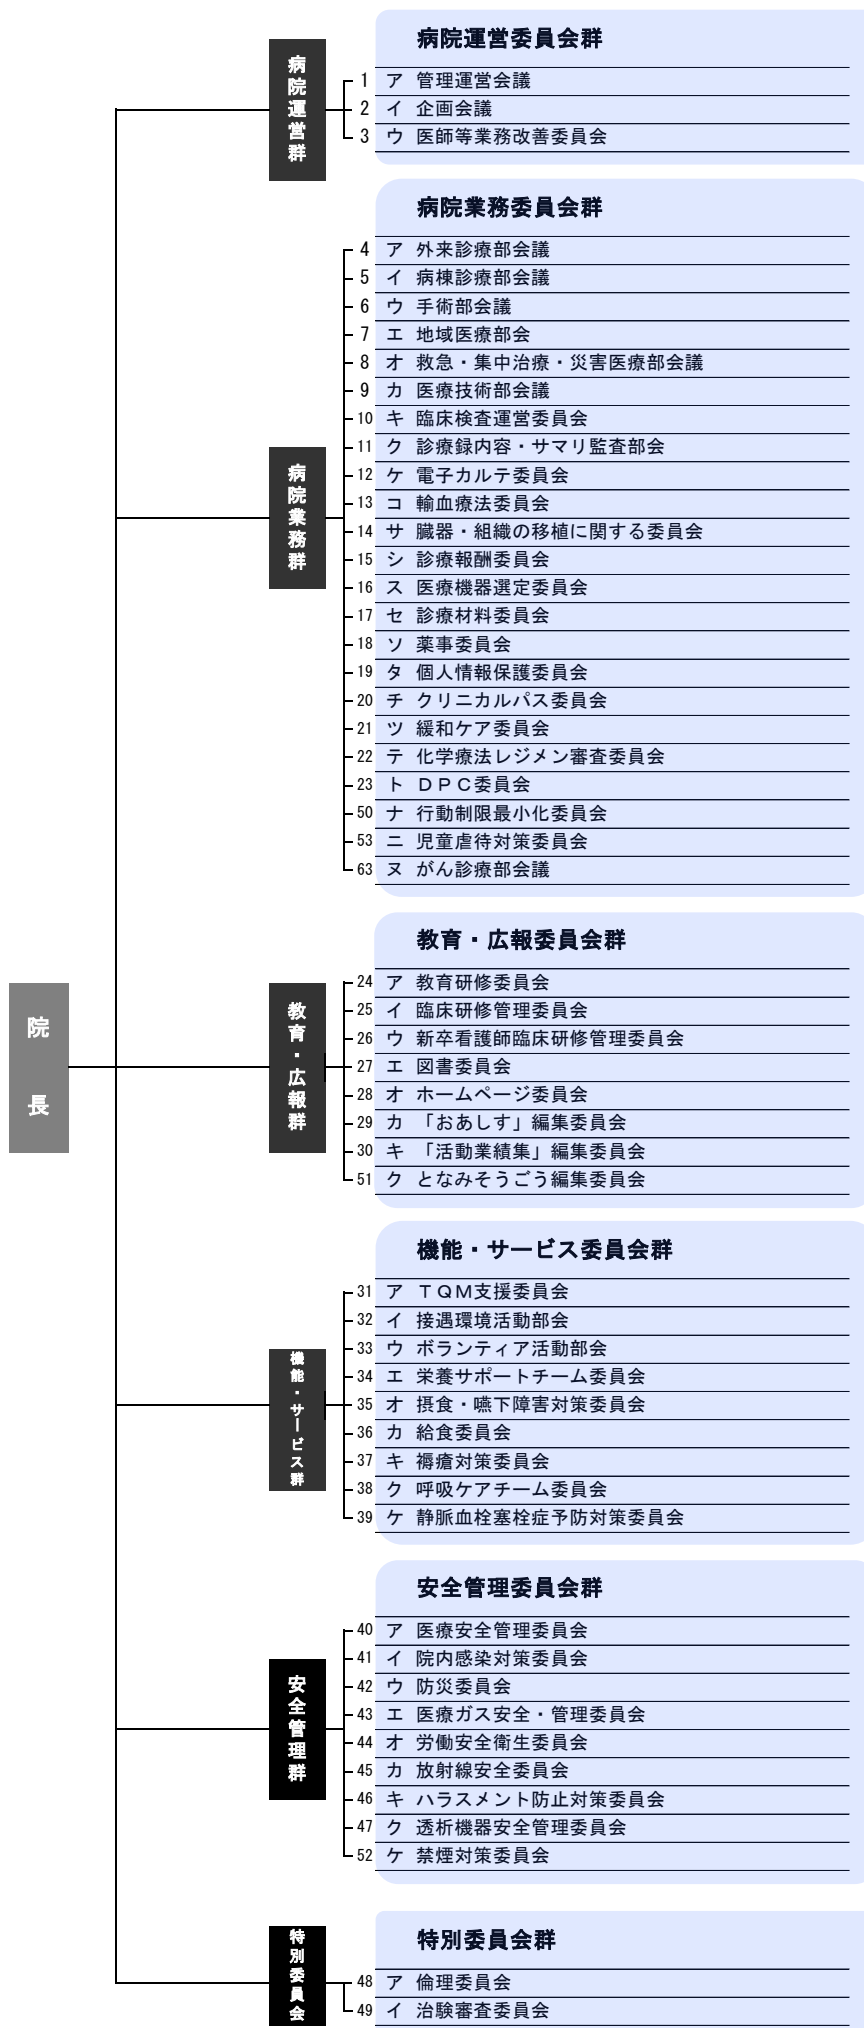 病院運営委員会群
病院運営群
1 ア 管理運営会議
2 イ 企画会議
3 ウ 医師等業務改善委員会
病院業務委員会群
4 ア 外来診療部会議
5 イ 病棟診療部会議
6 ウ 手術部会議
7 エ 地域医療部会
8 オ 救急・集中治療・災害医療部会議
9 カ 医療技術部会議
10 キ 臨床検査運営委員会
11 ク 診療録内容・サマリ監査部会
病院業務群
12 ケ 電子カルテ委員会
13 コ 輸血療法委員会
14 サ 臓器・組織の移植に関する委員会
15 シ 診療報酬委員会
16 ス 医療機器選定委員会
17 セ 診療材料委員会
18 ソ 薬事委員会
19 タ 個人情報保護委員会
20 チ クリニカルパス委員会
21 ツ 緩和ケア委員会
22 テ 化学療法レジメン審査委員会
23 ト ＤＰＣ委員会
50 ナ 行動制限最小化委員会
53 ニ 児童虐待対策委員会
63 ヌ がん診療部会議
教育・広報委員会群
院長
教育・広報群
24 ア 教育研修委員会
25 イ 臨床研修管理委員会
26 ウ 新卒看護師臨床研修管理委員会
27 エ 図書委員会
28 オ ホームページ委員会
29 カ 「おあしす」編集委員会
30 キ 「活動業績集」編集委員会
51 ク となみそうごう編集委員会
機能・サービス委員会群
31 ア ＴＱＭ支援委員会
32 イ 接遇環境活動部会
33 ウ ボランティア活動部会
機能・サービス群
34 エ 栄養サポートチーム委員会
35 オ 摂食・嚥下障害対策委員会
36 カ 給食委員会
37 キ 褥瘡対策委員会
38 ク 呼吸ケアチーム委員会
39 ケ 静脈血栓塞栓症予防対策委員会
安全管理委員会群
40 ア 医療安全管理委員会
41 イ 院内感染対策委員会
安全管理群
42 ウ 防災委員会
43 エ 医療ガス安全・管理委員会
44 オ 労働安全衛生委員会
45 カ 放射線安全委員会
46 キ ハラスメント防止対策委員会
47 ク 透析機器安全管理委員会
52 ケ 禁煙対策委員会
特別委員会群
特別委員会
48 ア 倫理委員会
49 イ 治験審査委員会